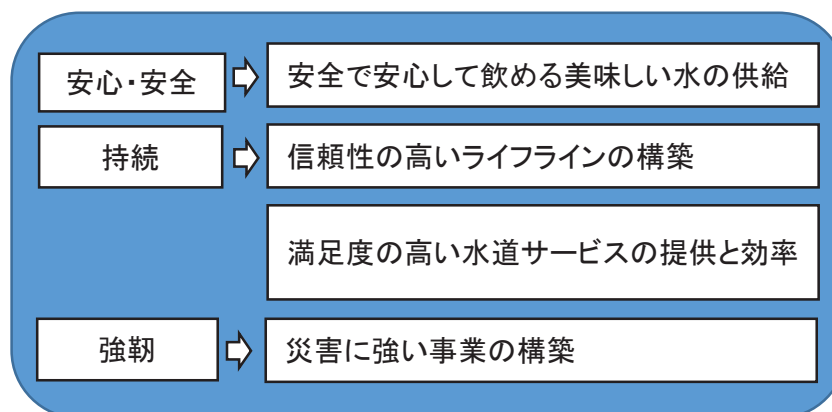 安心・安全
安全で安心して飲める美味しい水の供給
持続
信頼性の高いライフラインの構築
満足度の高い水道サービスの提供と効率
強靭
災害に強い事業の構築